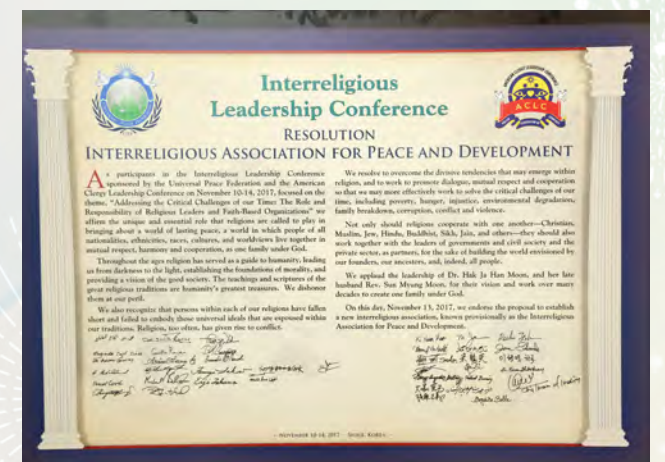 Interreligious
Leadership Conference
RESOLUTION
INTERRELIGIOUS ASSOCIATION FOR PEACE AND DEVELOPMENT
ACLC
As participants in the Interreligious Leadership Conference
sponsored by the Universal Peace Federation and the American
Clergy Leadership Conference on November 10-14, 2017, focused on the
theme, "Addressing the Critical Challenges of our Time: The Role and
Responsibility of Religious Leaders and Faith-Based Organizations" we
affirm the unique and essential role that religions are called to play in
bringing about a world of lasting peace, a world in which people of all
nationalities, ethnicities, races, cultures, and worldviews live together in
mutual respect, harmony and cooperation, as one family under God.
Throughout the ages religion has served as a guide to humanity, leading
us from darkness to the light, establishing the foundations of morality, and
providing a vision of the good society. The teachings and scriptures of the
great religious traditions are humanity's greatest treasures. We dishonor
them at our peril.
We also recognize that persons within each of our religions have fallen
short and failed to embody those universal ideals that are espoused within
our traditions. Religion, too often, has given rise to conflict.
We resolve to overcome the divisive tendencies that may emerge within
religion, and to work to promote dialogue, mutual respect and cooperation
so that we may more effectively work to solve the critical challenges of our
time, including poverty, hunger, injustice, environmental degradation,
family breakdown, corruption, conflict and violence.
Not only should religions cooperate with one another—Christian,
Muslim, Jew, Hindu, Buddhist, Sikh, Jain, and others—they should also
work together with the leaders of governments and civil society and the
private sector, as partners, for the sake of building the world envisioned by
our founders, our ancestors, and, indeed, all people.
We applaud the leadership of Dr. Hak Ja Han Moon, and her late
husband Rev. Sun Myung Moon, for their vision and work over many
decades to create one family under God.
On this day, November 13, 2017, we endorse the proposal to establish
a new interreligious association, known provisionally as the Interreligious
Association for Peace and Development.
- NOVEMBER 10-14, 2017 - SEOUL, KOREA